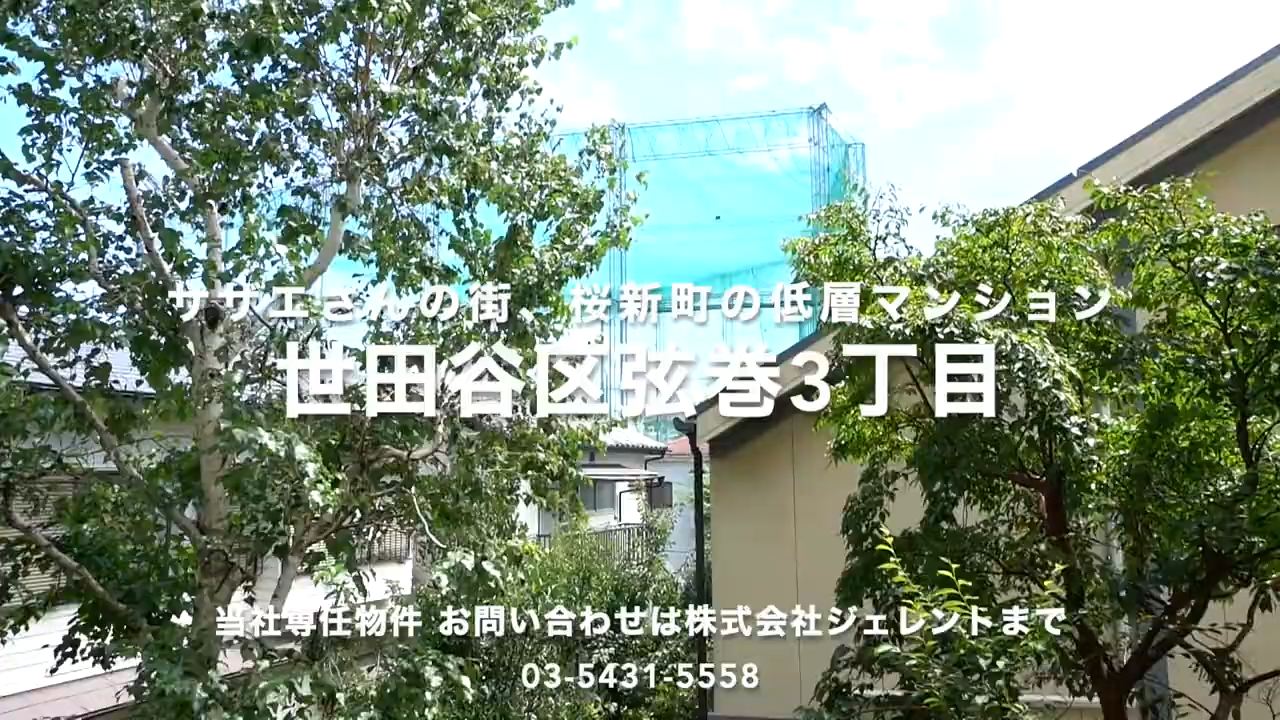 サザエさんの街、桜新町の低層マンション
世田谷区弦巻3丁目
当社専任物件 お問い合わせは株式会社ジェレントまで
03-5431-5558